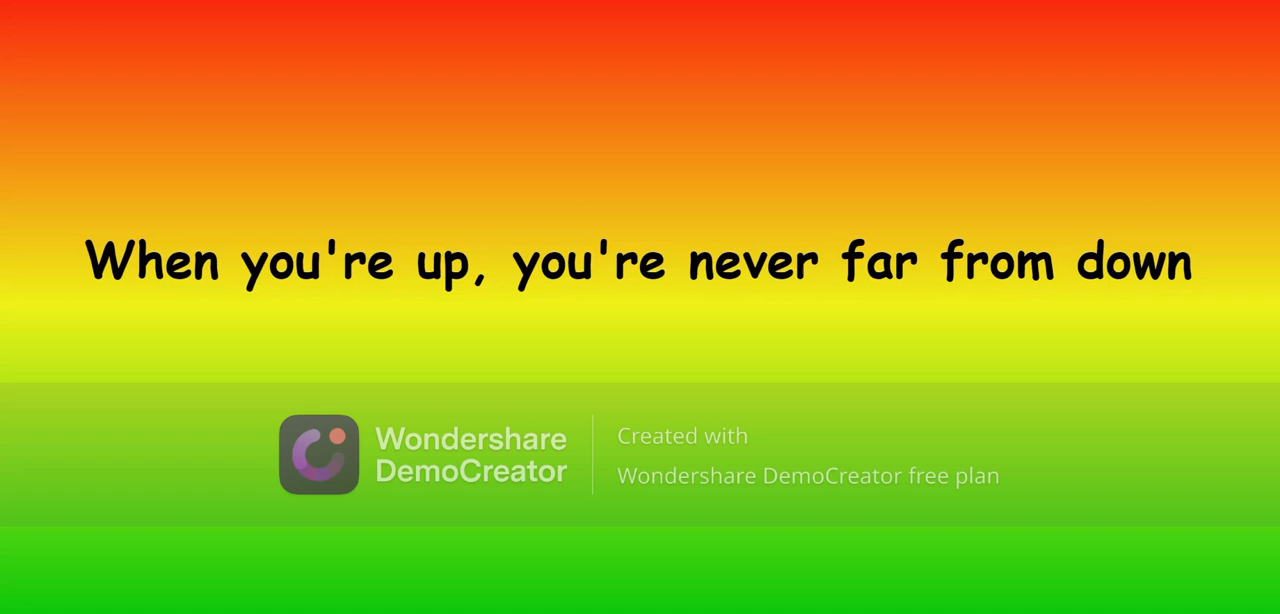 When you're up, you're never far from down
Wondershare
DemoCreator
Created with
Wondershare DemoCreator free plan